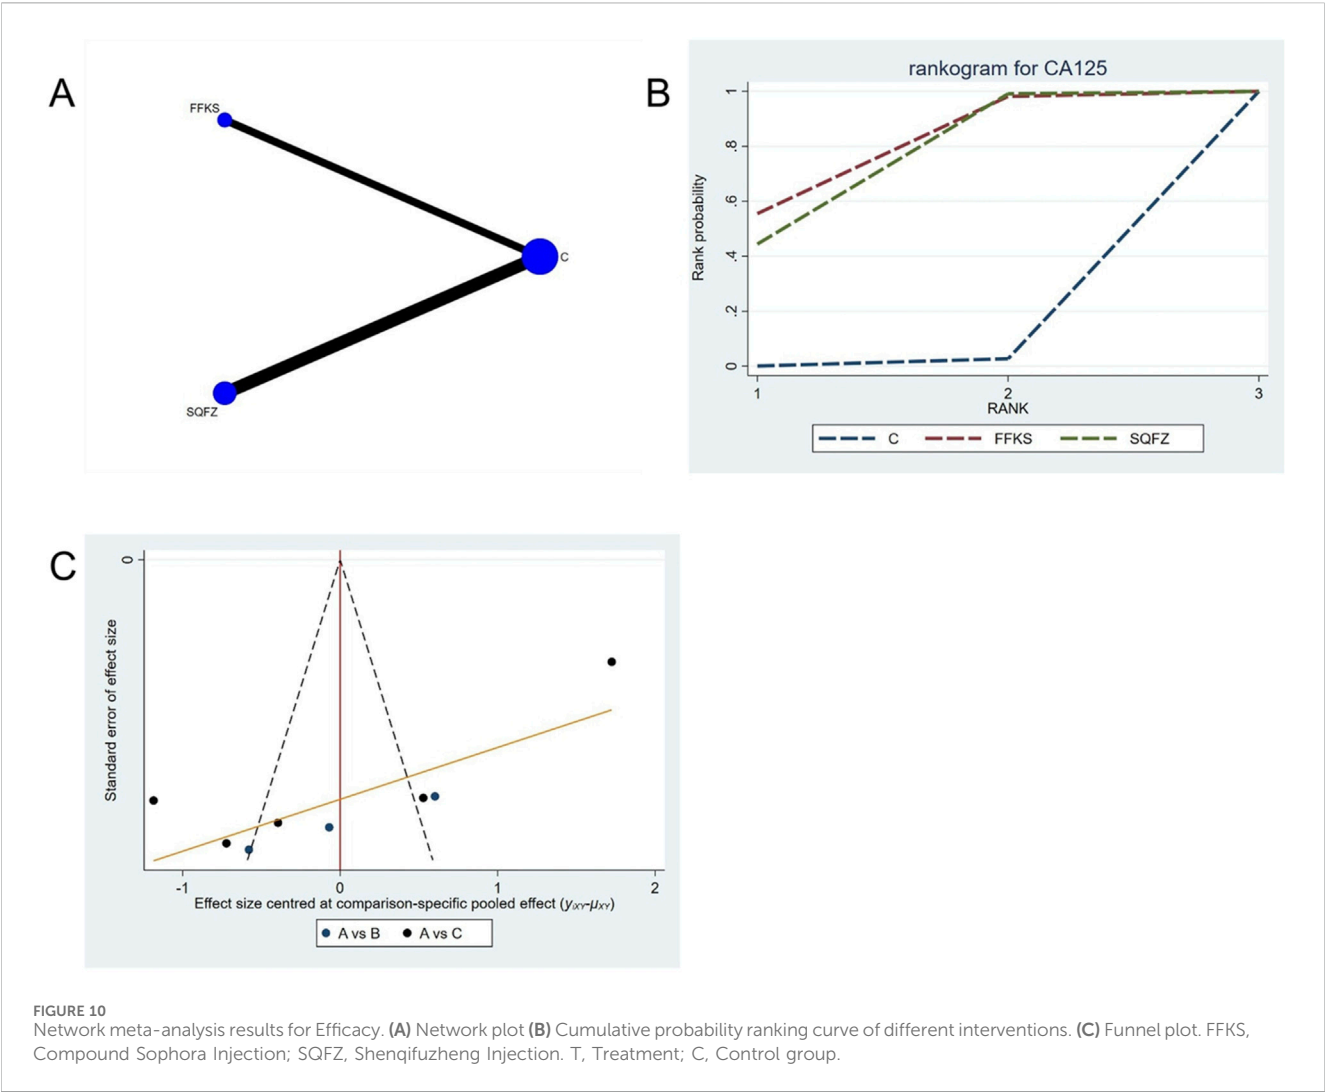 A
FFKS
C
SQFZ
B
rankogram for CA125
Rank probability
1
.8
.6
.4
.2
0
1 2 3
RANK
C FFKS SQFZ
C
Standard error of effect size
0
-1 0 1 2
Effect size centred at comparison-specific pooled effect (yᵢXY-μXY)
A vs B A vs C
FIGURE 10
Network meta-analysis results for Efficacy. (A) Network plot (B) Cumulative probability ranking curve of different interventions. (C) Funnel plot. FFKS,
Compound Sophora Injection; SQFZ, Shenqifuzheng Injection. T, Treatment; C, Control group.